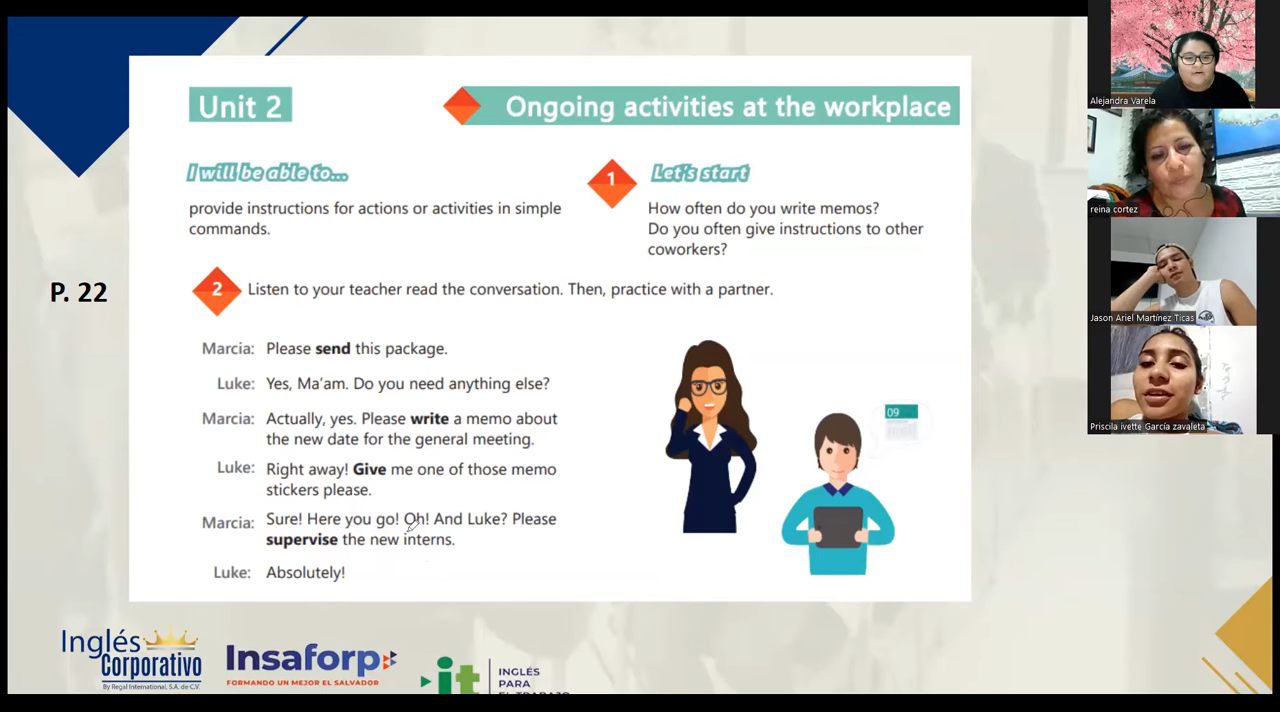 Unit 2
Ongoing activities at the workplace
I will be able to...
provide instructions for actions or activities in simple
commands.
1
Let's start
How often do you write memos?
Do you often give instructions to other
coworkers?
P. 22
2
Listen to your teacher read the conversation. Then, practice with a partner.
Marcia: Please send this package.
Luke: Yes, Ma'am. Do you need anything else?
Marcia: Actually, yes. Please write a memo about
the new date for the general meeting.
Luke: Right away! Give me one of those memo
stickers please.
Marcia: Sure! Here you go! Oh! And Luke? Please
supervise the new interns.
Luke: Absolutely!
09
Inglés
Corporativo
By Regal International, S.A. de C.V.
Insaforp
FORMANDO UN MEJOR EL SALVADOR
it
INGLÉS
PARA
EL TRABAJO
Alejandra Varela
reina cortez
Jason Ariel Martínez Ticas
Priscila ivette García zavaleta